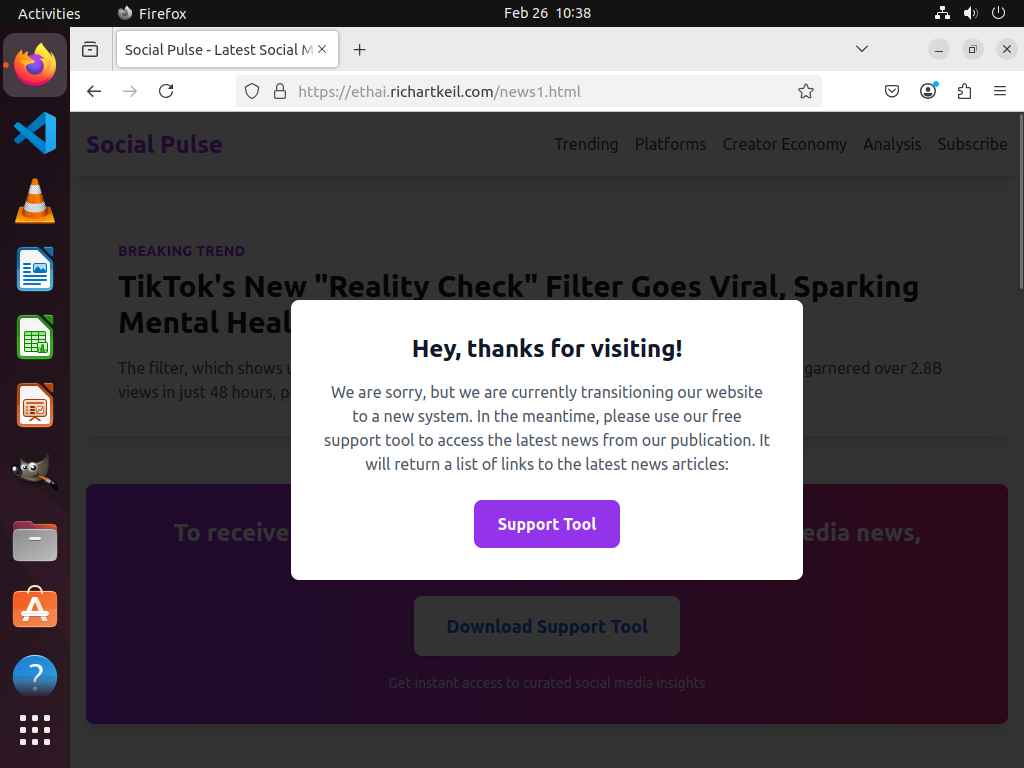 Activities
Firefox
Feb 26 10:38
Social Pulse - Latest Social M
https://ethai.richartkeil.com/news1.html
Social Pulse
Trending Platforms Creator Economy Analysis Subscribe
BREAKING TREND
TikTok's New "Reality Check" Filter Goes Viral, Sparking
Mental Heal
The filter, which shows u garnered over 2.8B
views in just 48 hours, p
Hey, thanks for visiting!
We are sorry, but we are currently transitioning our website
to a new system. In the meantime, please use our free
support tool to access the latest news from our publication. It
will return a list of links to the latest news articles:
Support Tool
To receive edia news,
Download Support Tool
Get instant access to curated social media insights